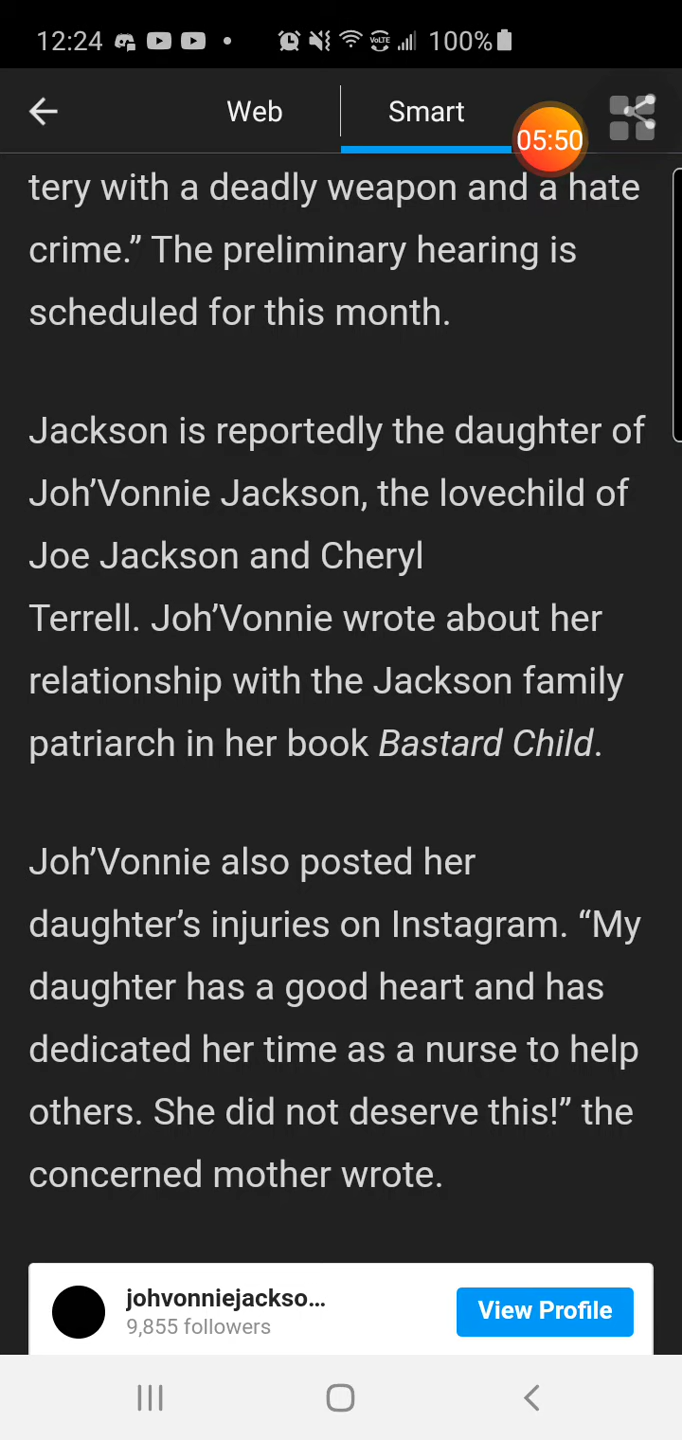 12:24
VoLTE
100%
Web
Smart
05:50
tery with a deadly weapon and a hate
crime.” The preliminary hearing is
scheduled for this month.
Jackson is reportedly the daughter of
Joh’Vonnie Jackson, the lovechild of
Joe Jackson and Cheryl
Terrell. Joh’Vonnie wrote about her
relationship with the Jackson family
patriarch in her book Bastard Child.
Joh’Vonnie also posted her
daughter’s injuries on Instagram. “My
daughter has a good heart and has
dedicated her time as a nurse to help
others. She did not deserve this!” the
concerned mother wrote.
johvonniejackso...
9,855 followers
View Profile